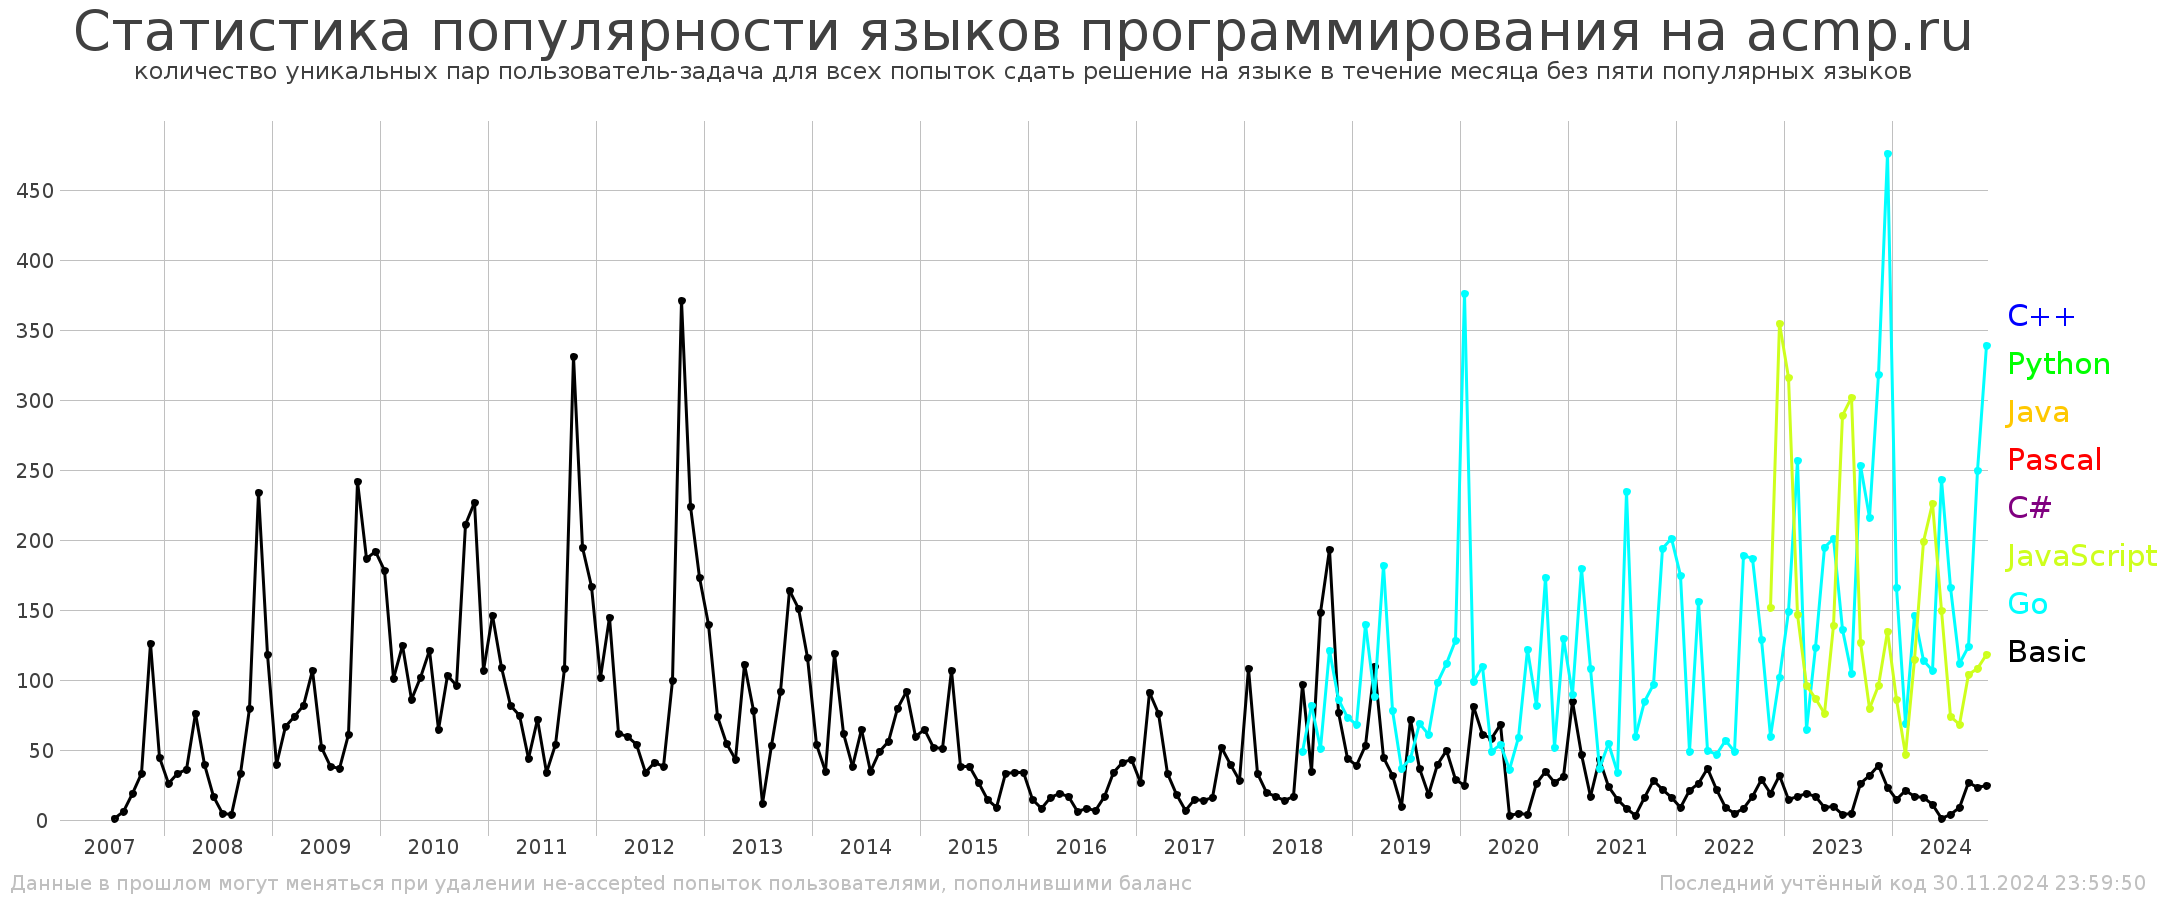 Статистика популярности языков программирования на acmp.ru
количество уникальных пар пользователь-задача для всех попыток сдать решение на языке в течение месяца без пяти популярных языков
450
400
350
300
250
200
150
100
50
0
C++
Python
Java
Pascal
C#
JavaScript
Go
Basic
2007 2008 2009 2010 2011 2012 2013 2014 2015 2016 2017 2018 2019 2020 2021 2022 2023 2024
Данные в прошлом могут меняться при удалении не-accepted попыток пользователями, пополнившими баланс
Последний учтённый код 30.11.2024 23:59:50